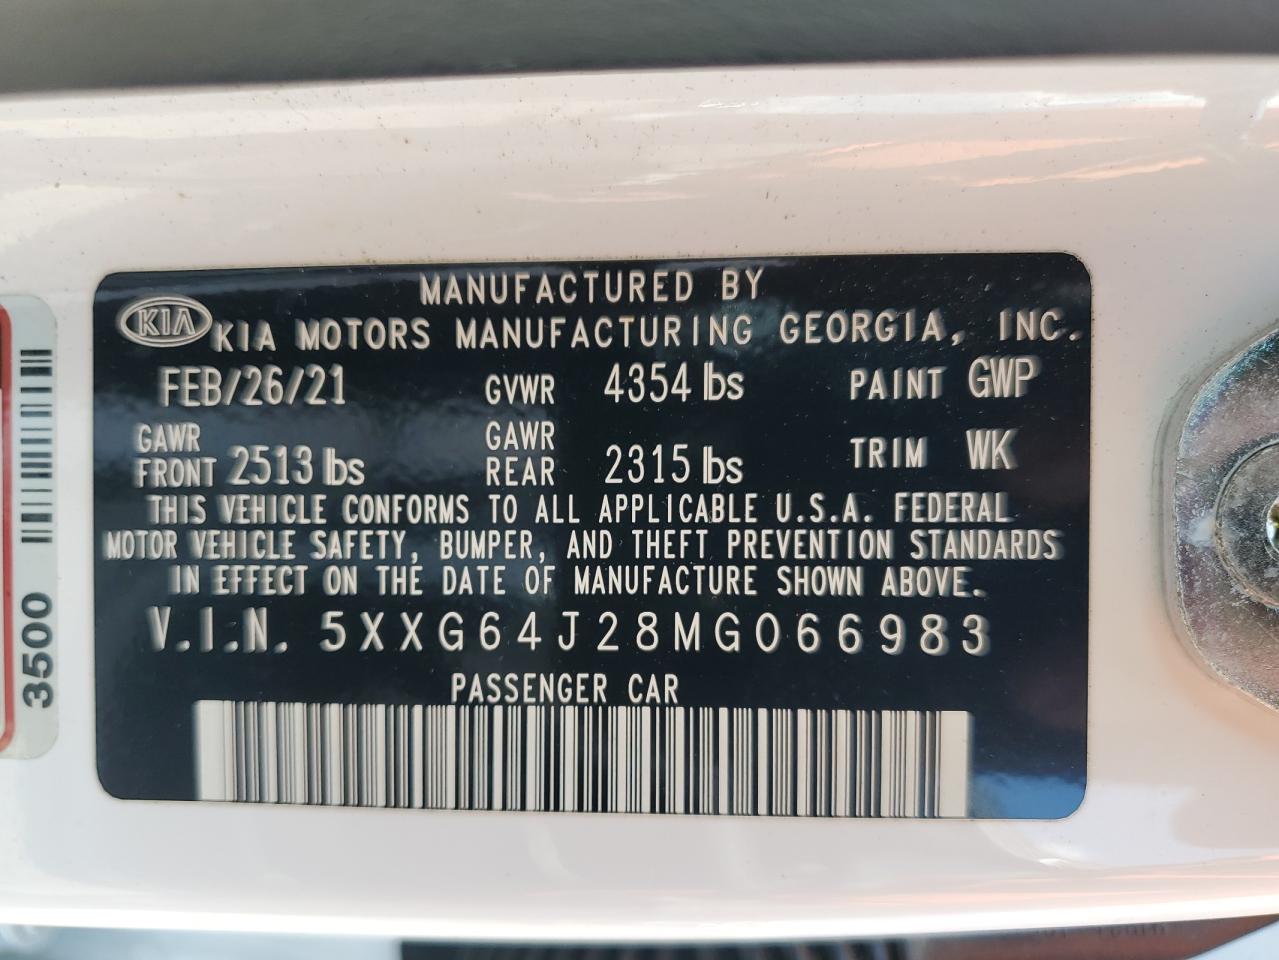 MANUFACTURED BY
KIA KIA MOTORS MANUFACTURING GEORGIA, INC.
FEB/26/21 GVWR 4354 lbs PAINT GWP
GAWR FRONT 2513 lbs GAWR REAR 2315 lbs TRIM WK
THIS VEHICLE CONFORMS TO ALL APPLICABLE U.S.A. FEDERAL
MOTOR VEHICLE SAFETY, BUMPER, AND THEFT PREVENTION STANDARDS
IN EFFECT ON THE DATE OF MANUFACTURE SHOWN ABOVE.
V.I.N. 5XXG64J28MG066983
PASSENGER CAR
3500